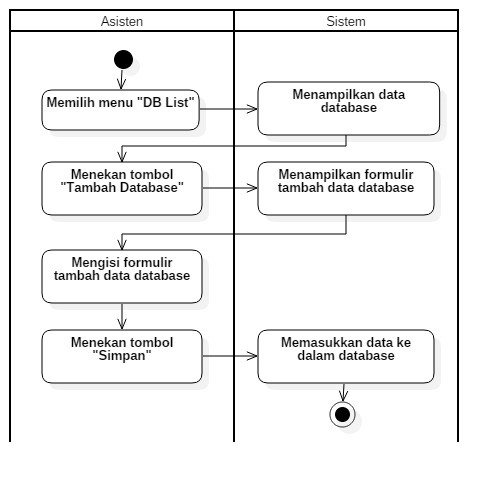 Asisten
Sistem
Memilih menu "DB List"
Menampilkan data
database
Menekan tombol
"Tambah Database"
Menampilkan formulir
tambah data database
Mengisi formulir
tambah data database
Menekan tombol
"Simpan"
Memasukkan data ke
dalam database